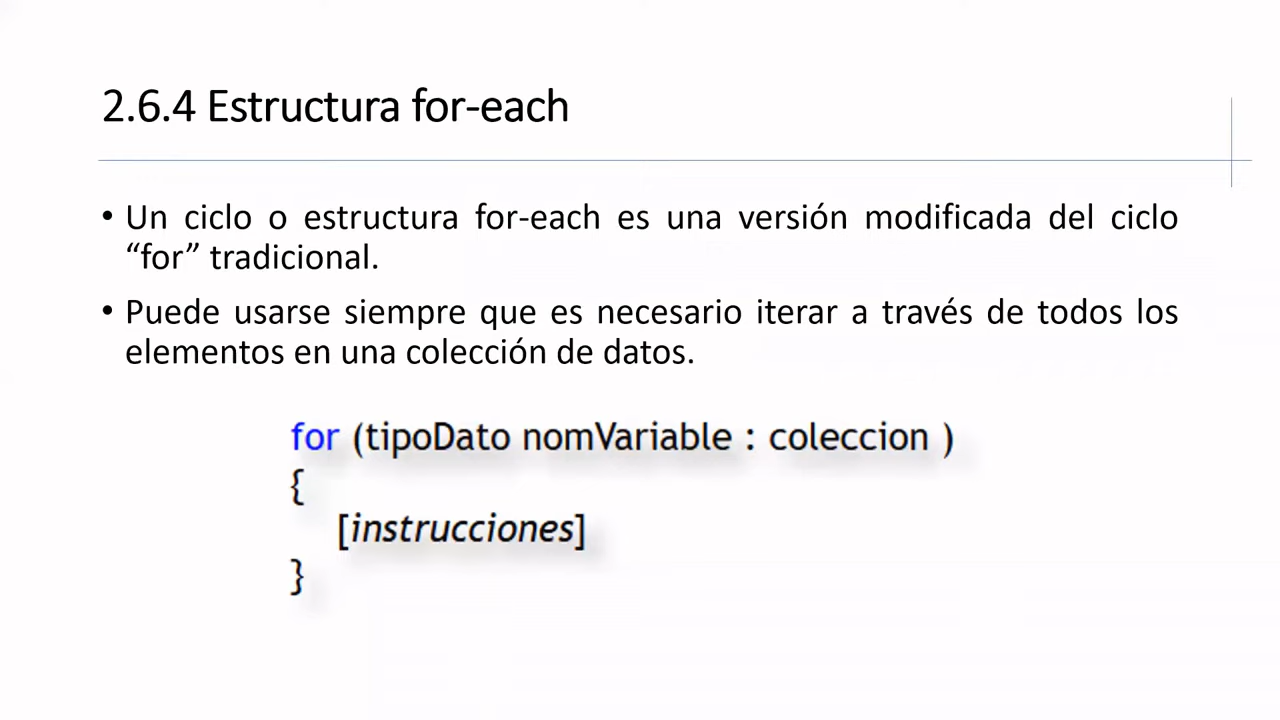 2.6.4 Estructura for-each
• Un ciclo o estructura for-each es una versión modificada del ciclo
“for” tradicional.
• Puede usarse siempre que es necesario iterar a través de todos los
elementos en una colección de datos.
for (tipoDato nomVariable : coleccion )
{
[instrucciones]
}